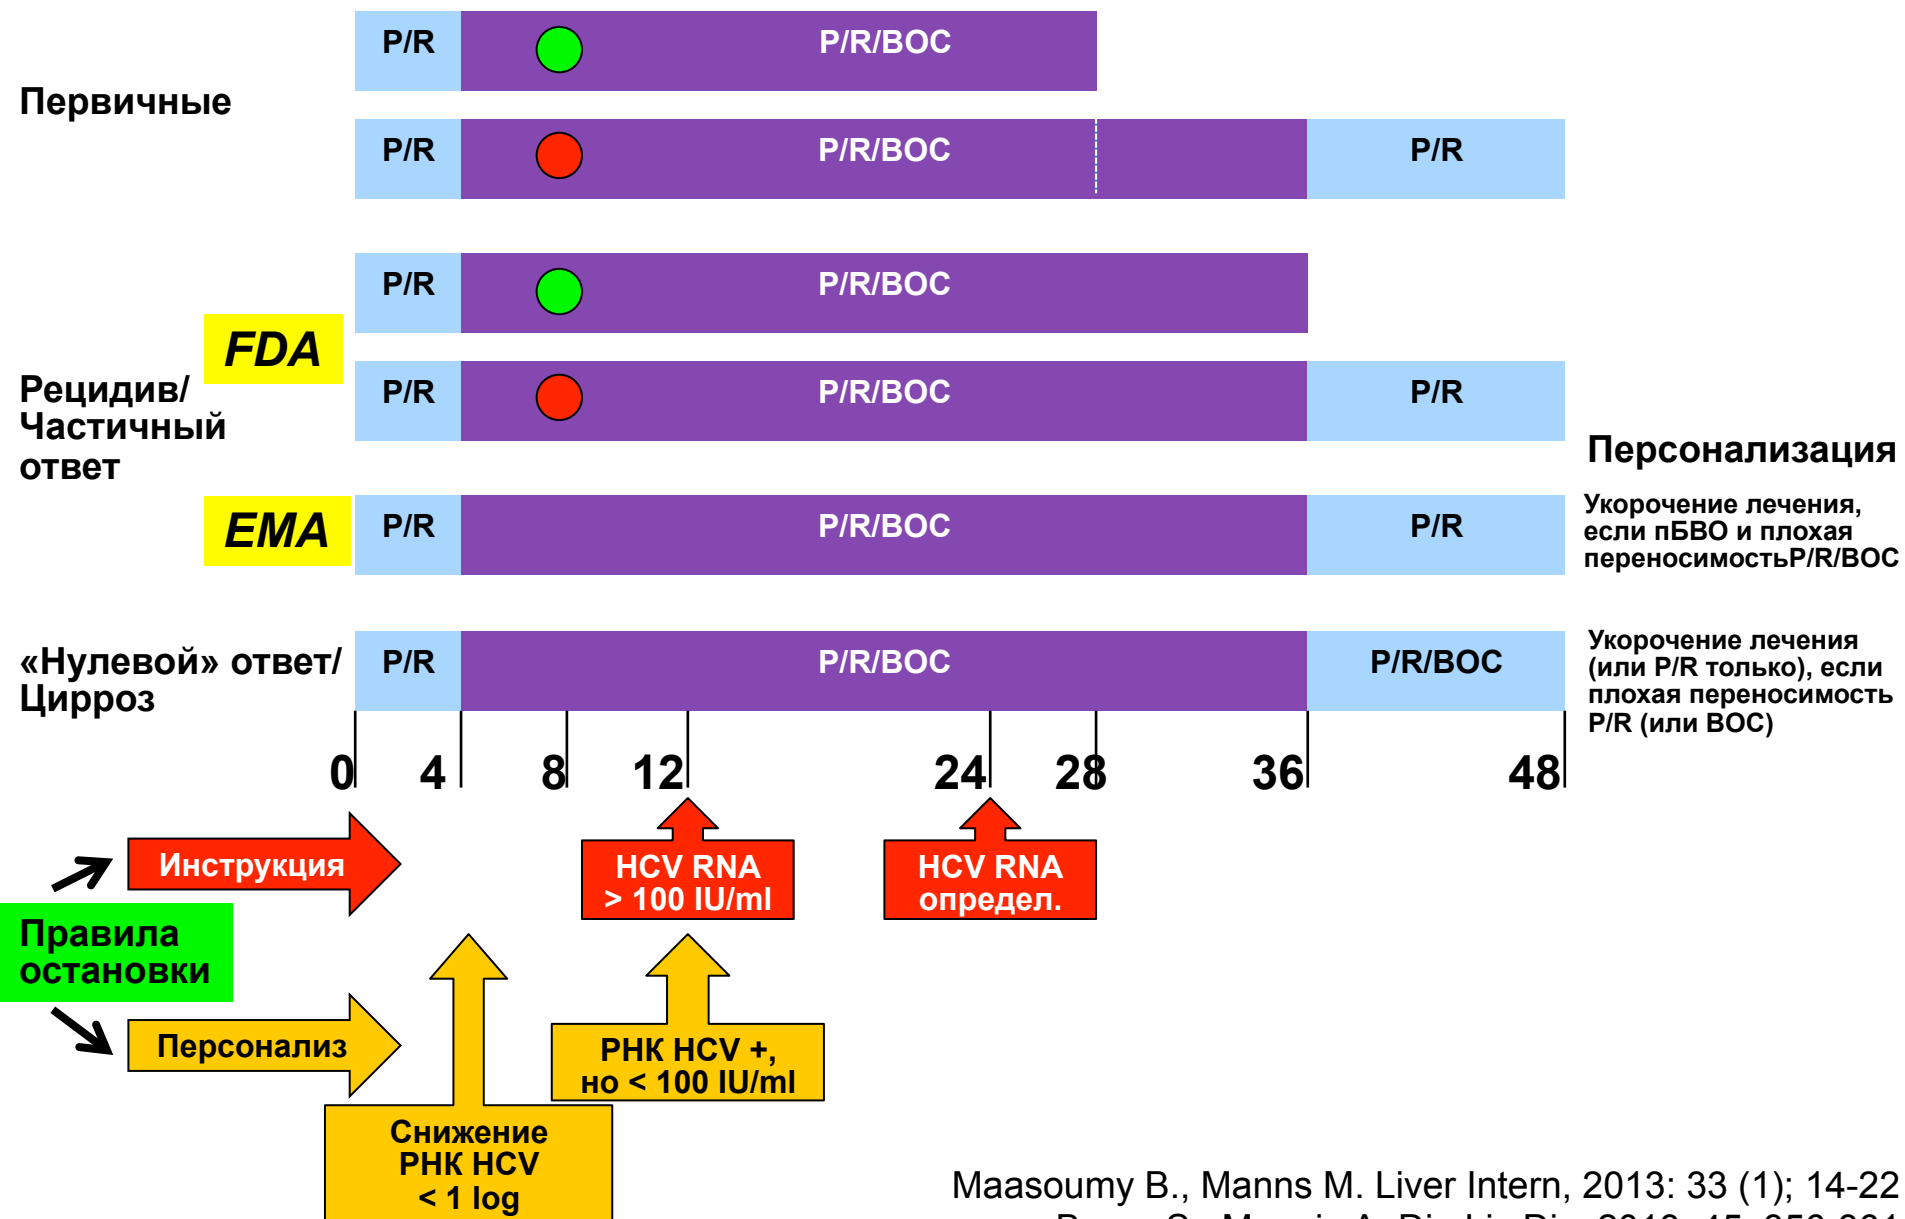 P/R P/R/BOC
Первичные
P/R P/R/BOC P/R
P/R P/R/BOC
FDA
Рецидив/
Частичный
ответ
P/R P/R/BOC P/R
Персонализация
EMA
P/R P/R/BOC P/R
Укорочение лечения,
если пБВО и плохая
переносимостьP/R/BOC
«Нулевой» ответ/
Цирроз
P/R P/R/BOC P/R/BOC
Укорочение лечения
(или P/R только), если
плохая переносимость
P/R (или BOC)
0 4 8 12 24 28 36 48
Инструкция
HCV RNA
> 100 IU/ml
HCV RNA
определ.
Правила
остановки
Персонализ
РНК HCV +,
но < 100 IU/ml
Снижение
РНК HCV
< 1 log
Maasoumy B., Manns M. Liver Intern, 2013: 33 (1); 14-22